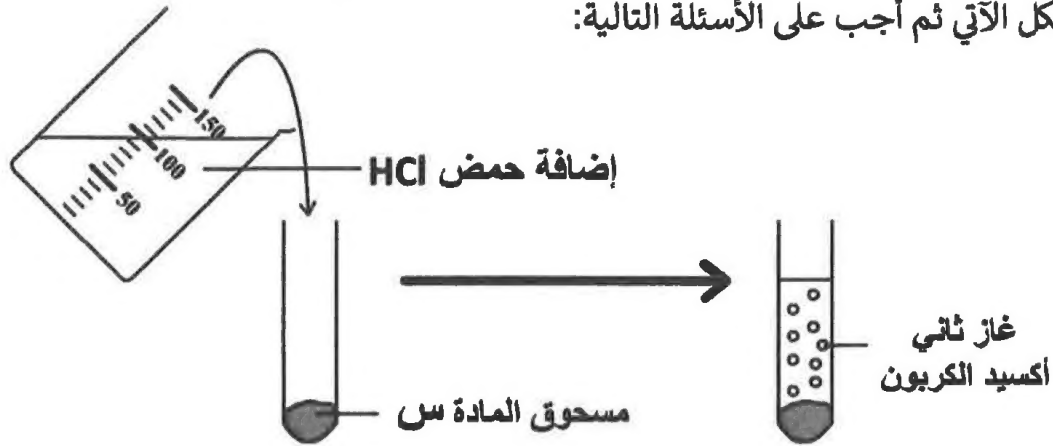 كل الآتي ثم أجب على الأسئلة التالية:
150
100
50
إضافة حمض HCl
غاز ثاني
أكسيد الكربون
مسحوق المادة س